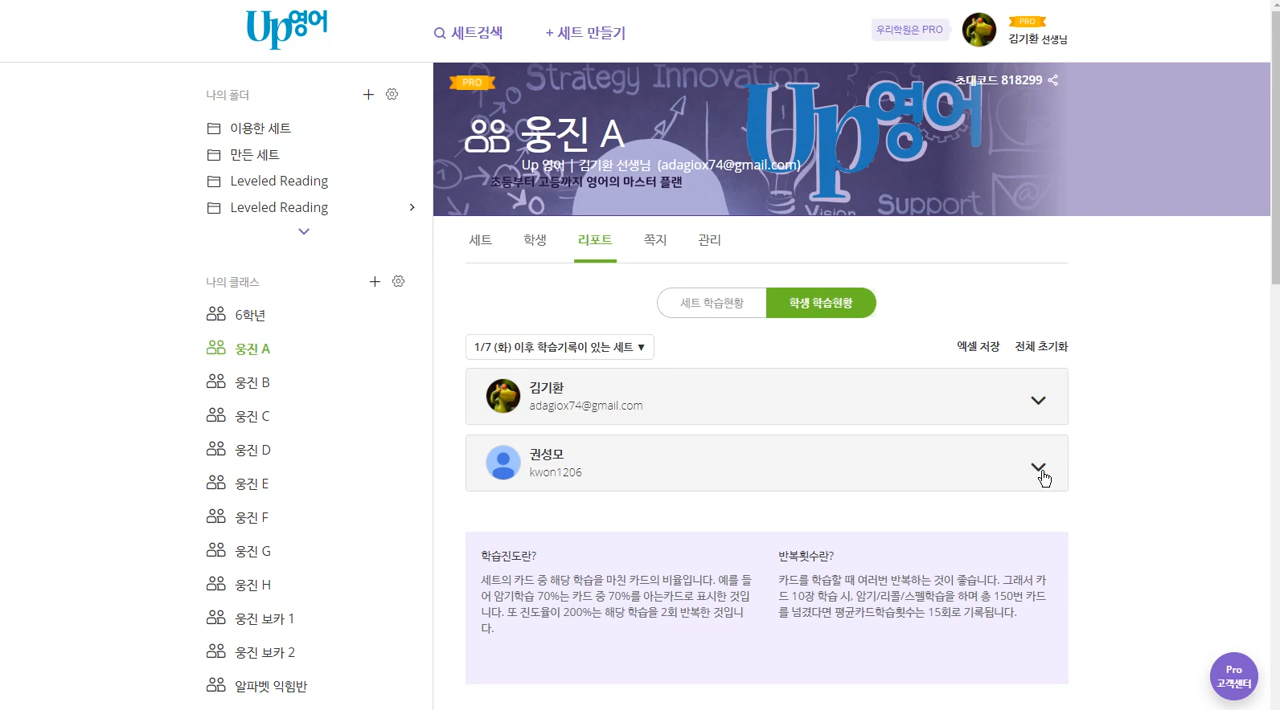 Up영어
세트검색
+ 세트 만들기
우리학원은 PRO
PRO
김기환 선생님
나의 폴더
이용한 세트
만든 세트
Leveled Reading
Leveled Reading
나의 클래스
6학년
웅진 A
웅진 B
웅진 C
웅진 D
웅진 E
웅진 F
웅진 G
웅진 H
웅진 보카 1
웅진 보카 2
알파벳 익힘반
PRO
Strategy Innovation
초대코드 818299
Up영어
웅진 A
Up 영어 | 김기환 선생님 (adagiox74@gmail.com)
초등부터 고등까지 영어의 마스터 플랜
Vision
Support
세트
학생
리포트
쪽지
관리
세트 학습현황
학생 학습현황
1/7 (화) 이후 학습기록이 있는 세트 ▼
엑셀 저장
전체 초기화
김기환
adagiox74@gmail.com
권성모
kwon1206
학습진도란?
세트의 카드 중 해당 학습을 마친 카드의 비율입니다. 예를 들
어 암기학습 70%는 카드 중 70%를 아는카드로 표시한 것입
니다. 또 진도율이 200%는 해당 학습을 2회 반복한 것입니
다.
반복횟수란?
카드를 학습할 때 여러번 반복하는 것이 좋습니다. 그래서 카
드 10장 학습 시, 암기/리콜/스펠학습을 하며 총 150번 카드
를 넘겼다면 평균카드학습횟수는 15회로 기록됩니다.
Pro
고객센터